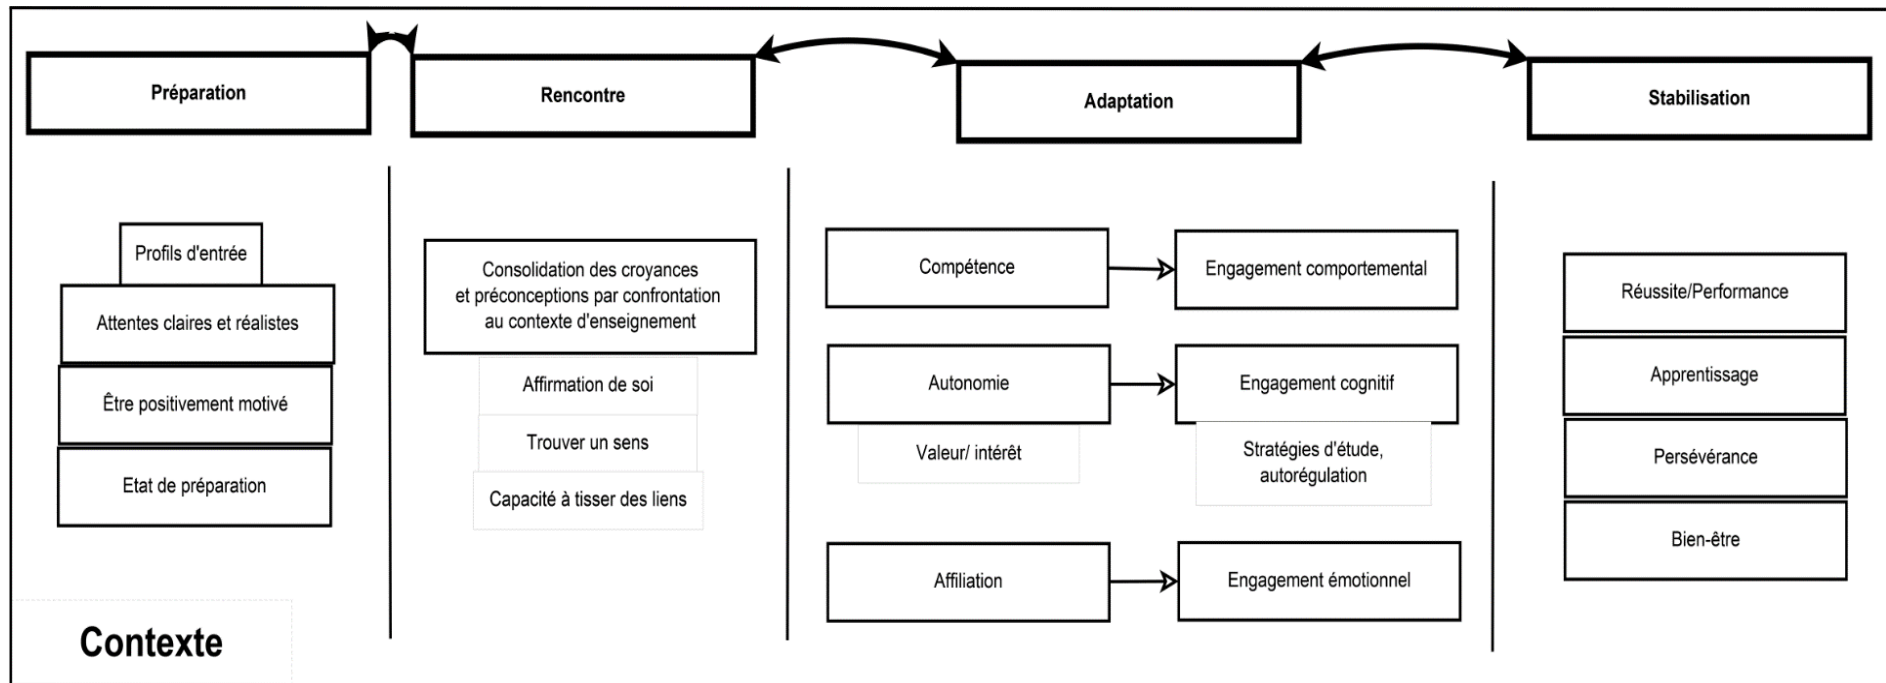 Préparation
Rencontre
Adaptation
Stabilisation
Profils d'entrée
Attentes claires et réalistes
Être positivement motivé
Etat de préparation
Consolidation des croyances
et préconceptions par confrontation
au contexte d'enseignement
Affirmation de soi
Trouver un sens
Capacité à tisser des liens
Compétence
Engagement comportemental
Autonomie
Engagement cognitif
Valeur/ intérêt
Stratégies d'étude,
autorégulation
Affiliation
Engagement émotionnel
Réussite/Performance
Apprentissage
Persévérance
Bien-être
Contexte